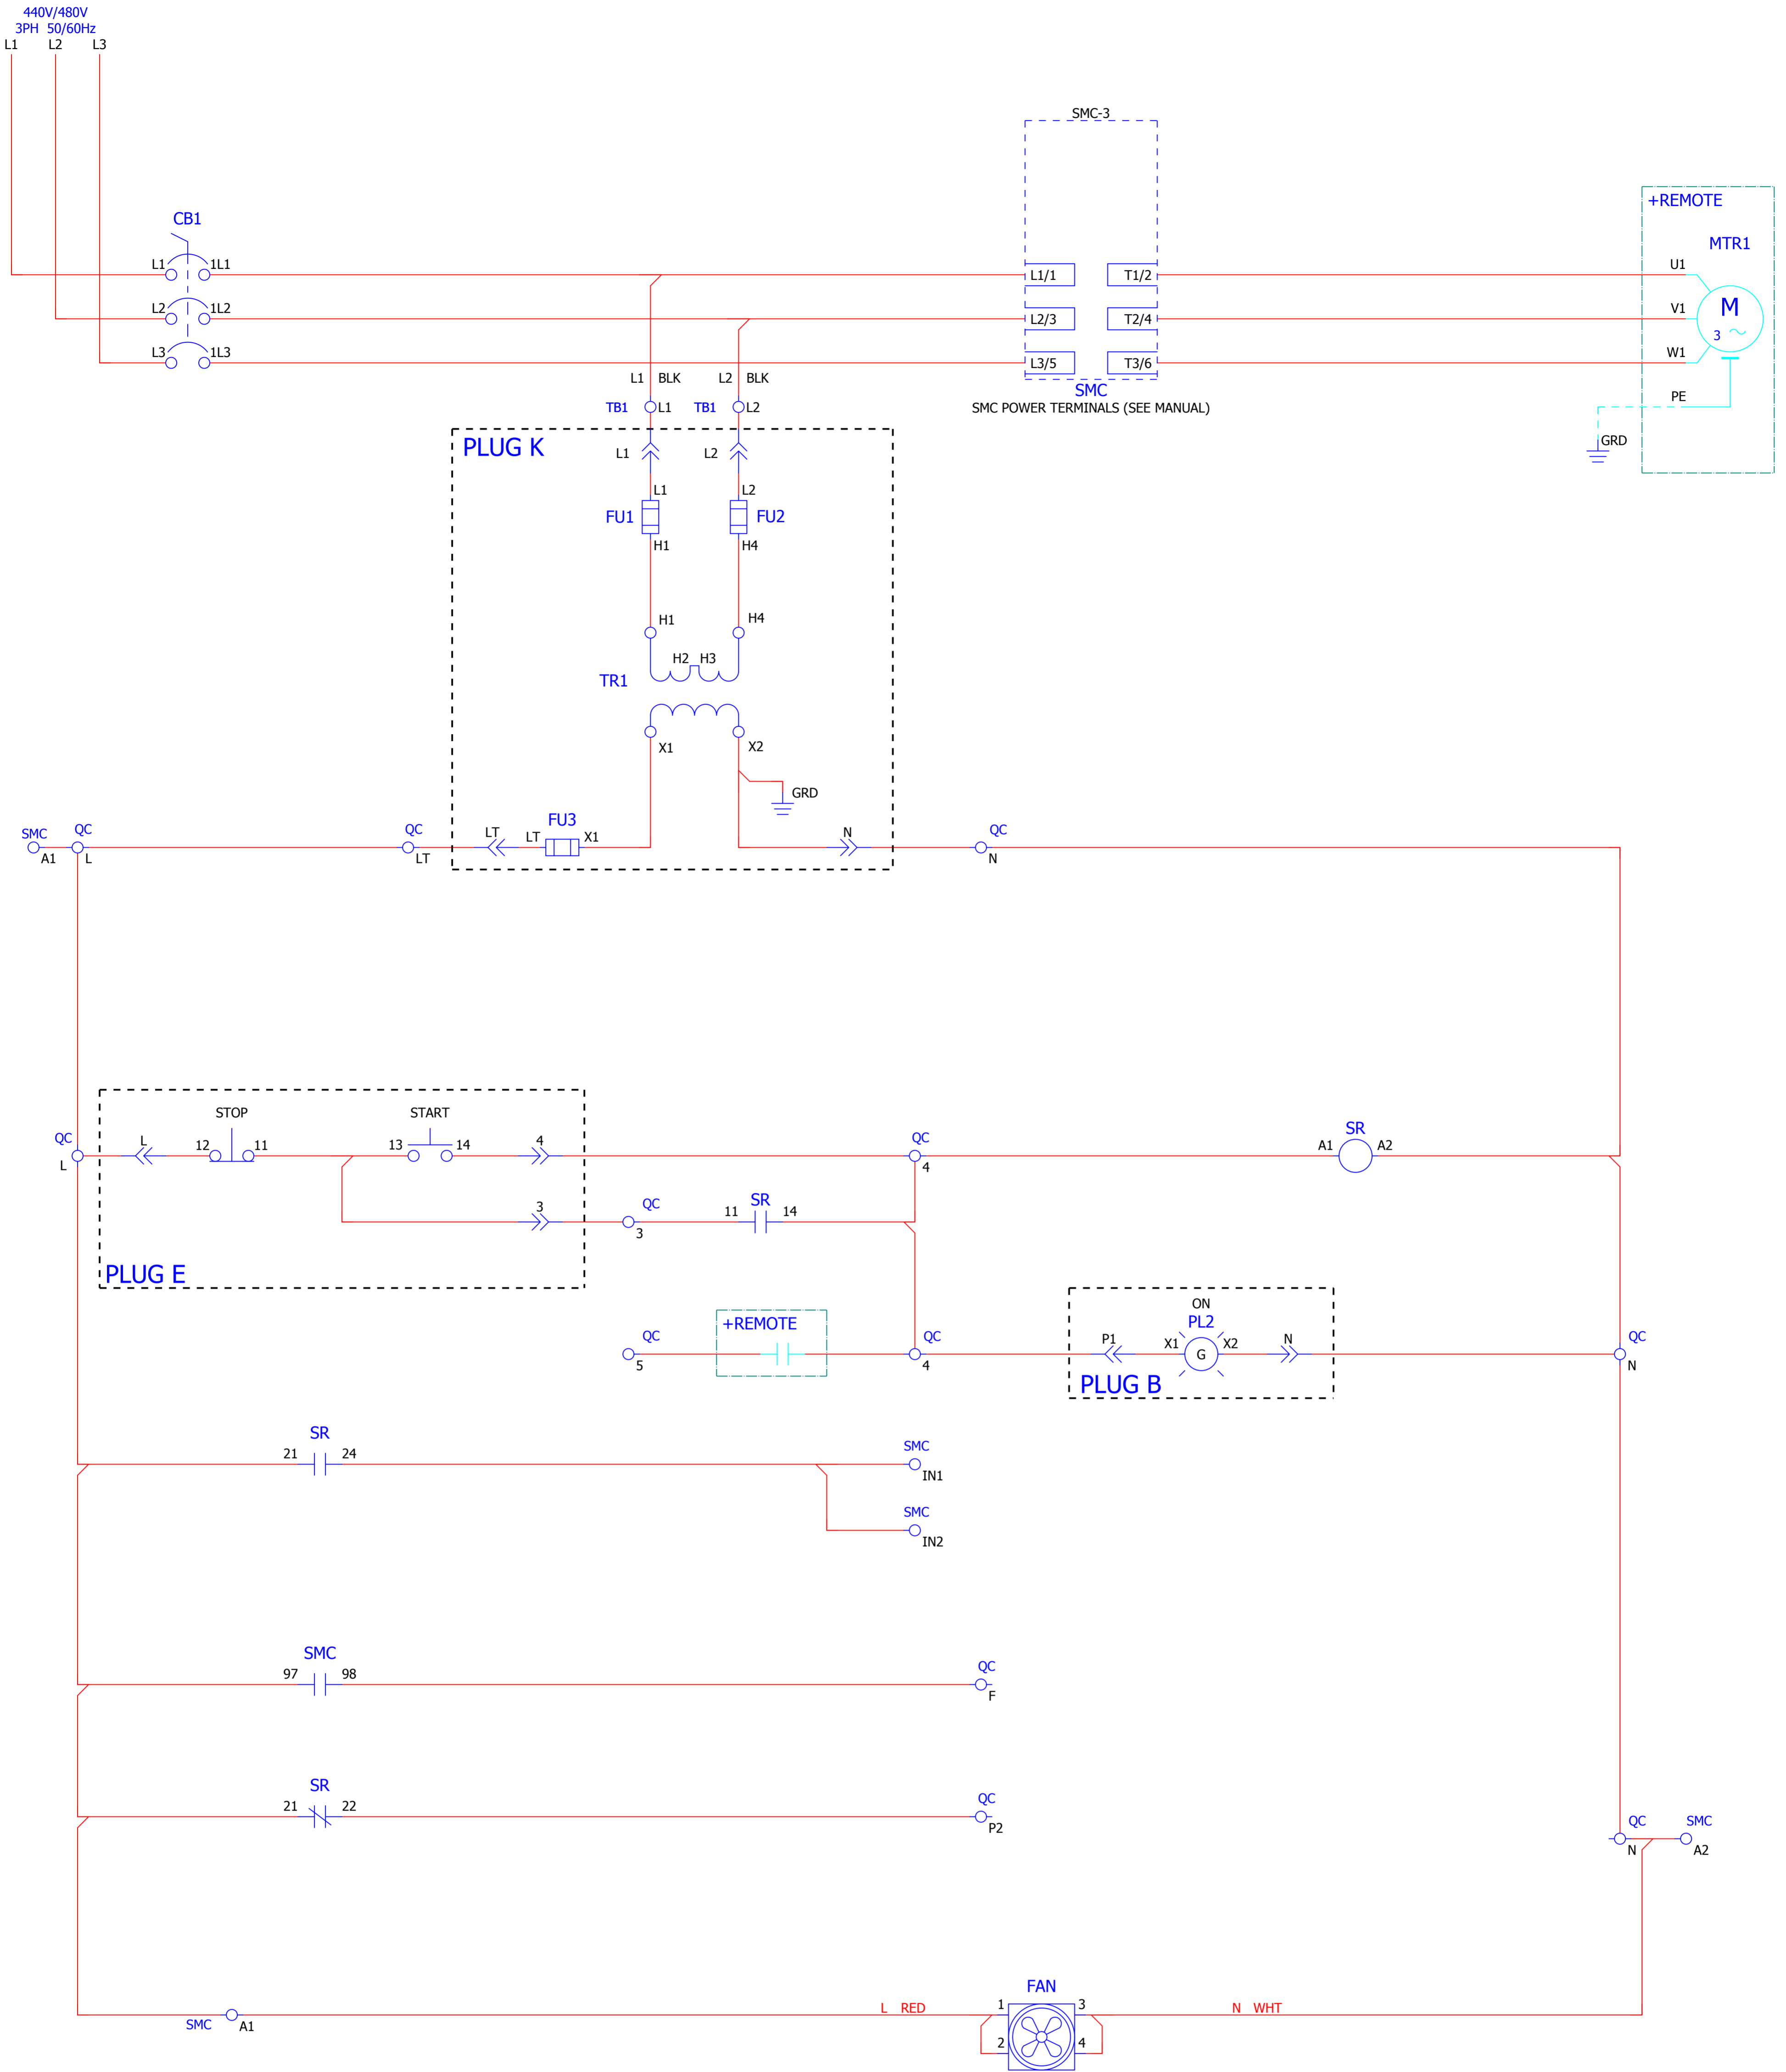 440V/480V
3PH 50/60Hz
L1 L2 L3
SMC-3
+REMOTE
CB1
MTR1
L1 1L1 L1/1 T1/2 U1
L2 1L2 L2/3 T2/4 V1 M
3
L3 1L3 L3/5 T3/6 W1
L1 BLK L2 BLK SMC
PE
TB1 L1 TB1 L2 SMC POWER TERMINALS (SEE MANUAL)
GRD
PLUG K
L1 L2
L1 L2
FU1 FU2
H1 H4
H1 H4
H2 H3
TR1
X1 X2
GRD
FU3
SMC QC QC LT LT X1 N QC
A1 L LT N
STOP START
QC L 12 11 13 14 4 QC SR
A1 A2
L 4
3 QC SR
11 14
3
PLUG E
ON
+REMOTE PL2
QC QC P1 X1 G X2 N QC
5 4 N
PLUG B
SR
21 24 SMC
IN1
SMC
IN2
SMC
97 98 QC
F
SR
21 22 QC
P2
QC SMC
N A2
FAN
L RED 1 3 N WHT
SMC A1
2 4